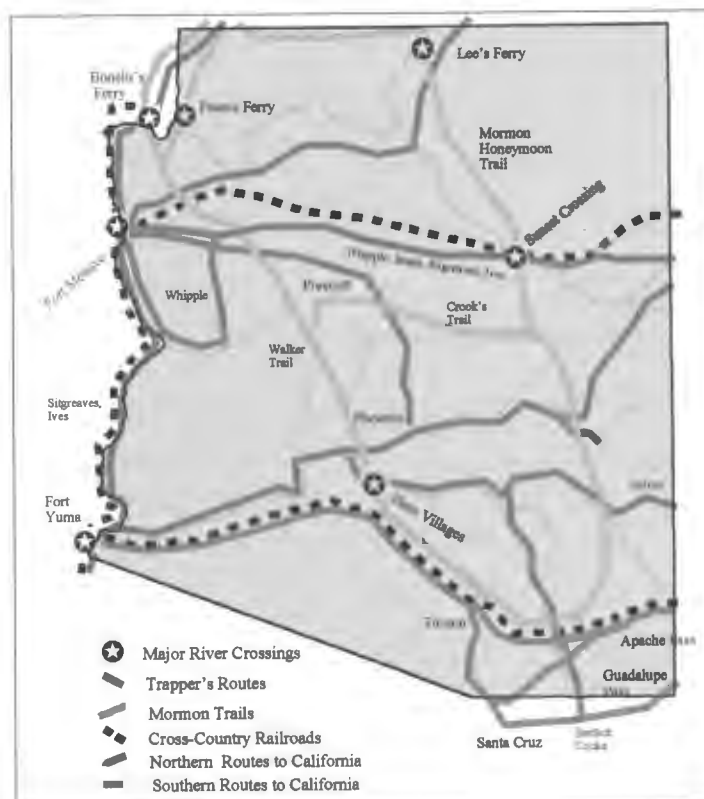 Lee's Ferry
Bonelli's
Ferry
Ferry
Mormon
Honeymoon
Trail
Sunset Crossing
Fort Mohave
Whipple
Prescott
Crook's
Trail
Walker
Trail
Sitgreaves,
Ives
Phoenix
Fort
Yuma
Villages
Tucson
Apache
Guadalupe
Santa Cruz
Major River Crossings
Trapper's Routes
Mormon Trails
Cross-Country Railroads
Northern Routes to California
Southern Routes to California